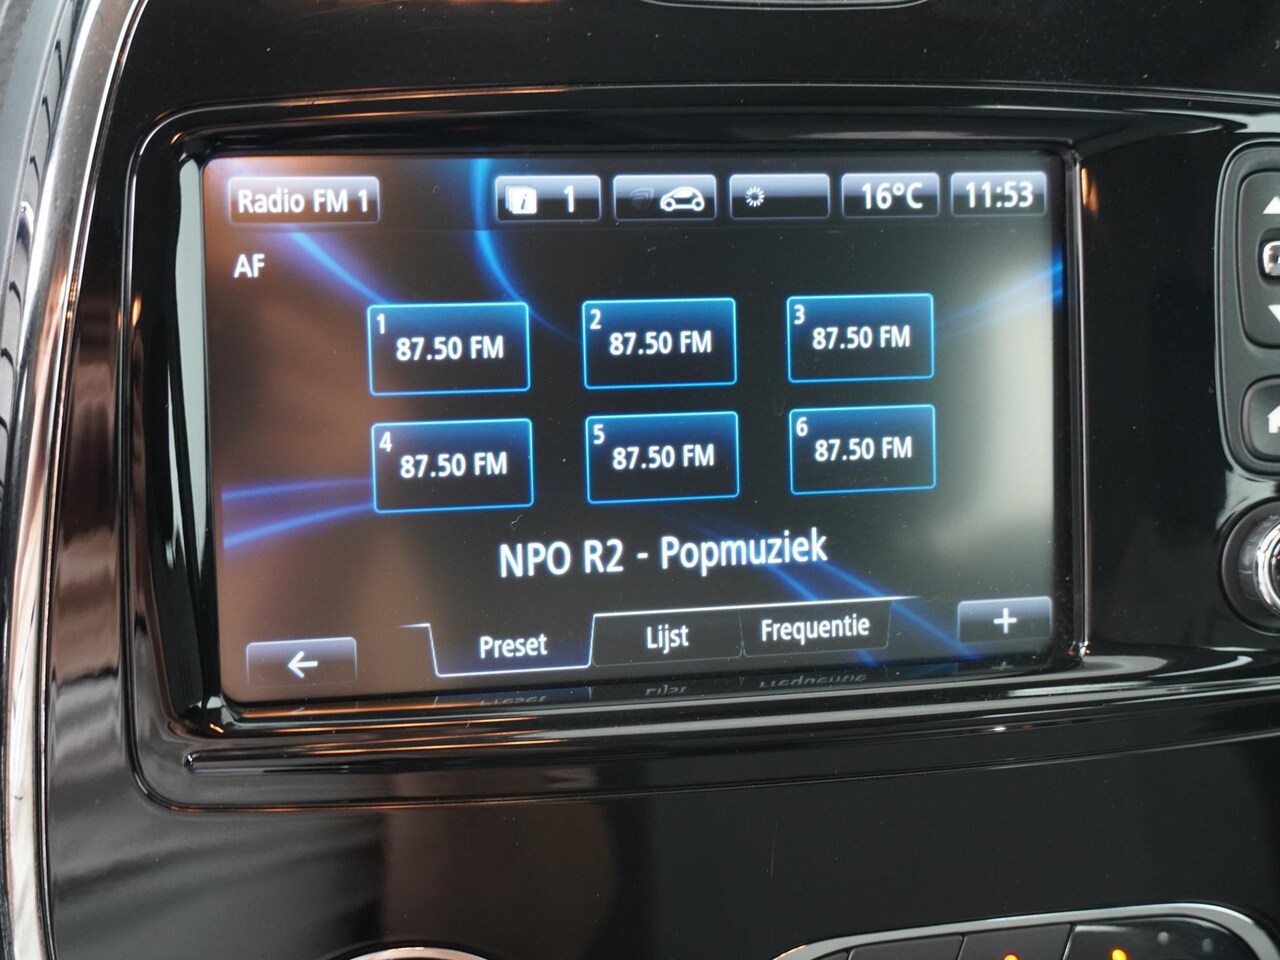 Radio FM 1
i 1
16°C
11:53
AF
1 87.50 FM
2 87.50 FM
3 87.50 FM
4 87.50 FM
5 87.50 FM
6 87.50 FM
NPO R2 - Popmuziek
Preset
Lijst
Frequentie
+